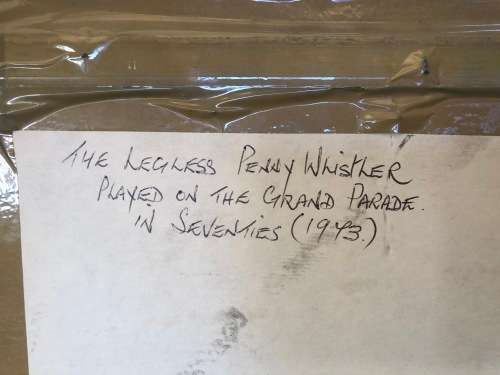 THE LEGLESS PENNY WHISTLER
PLAYED ON THE GRAND PARADE.
IN SEVENTIES (1973.)